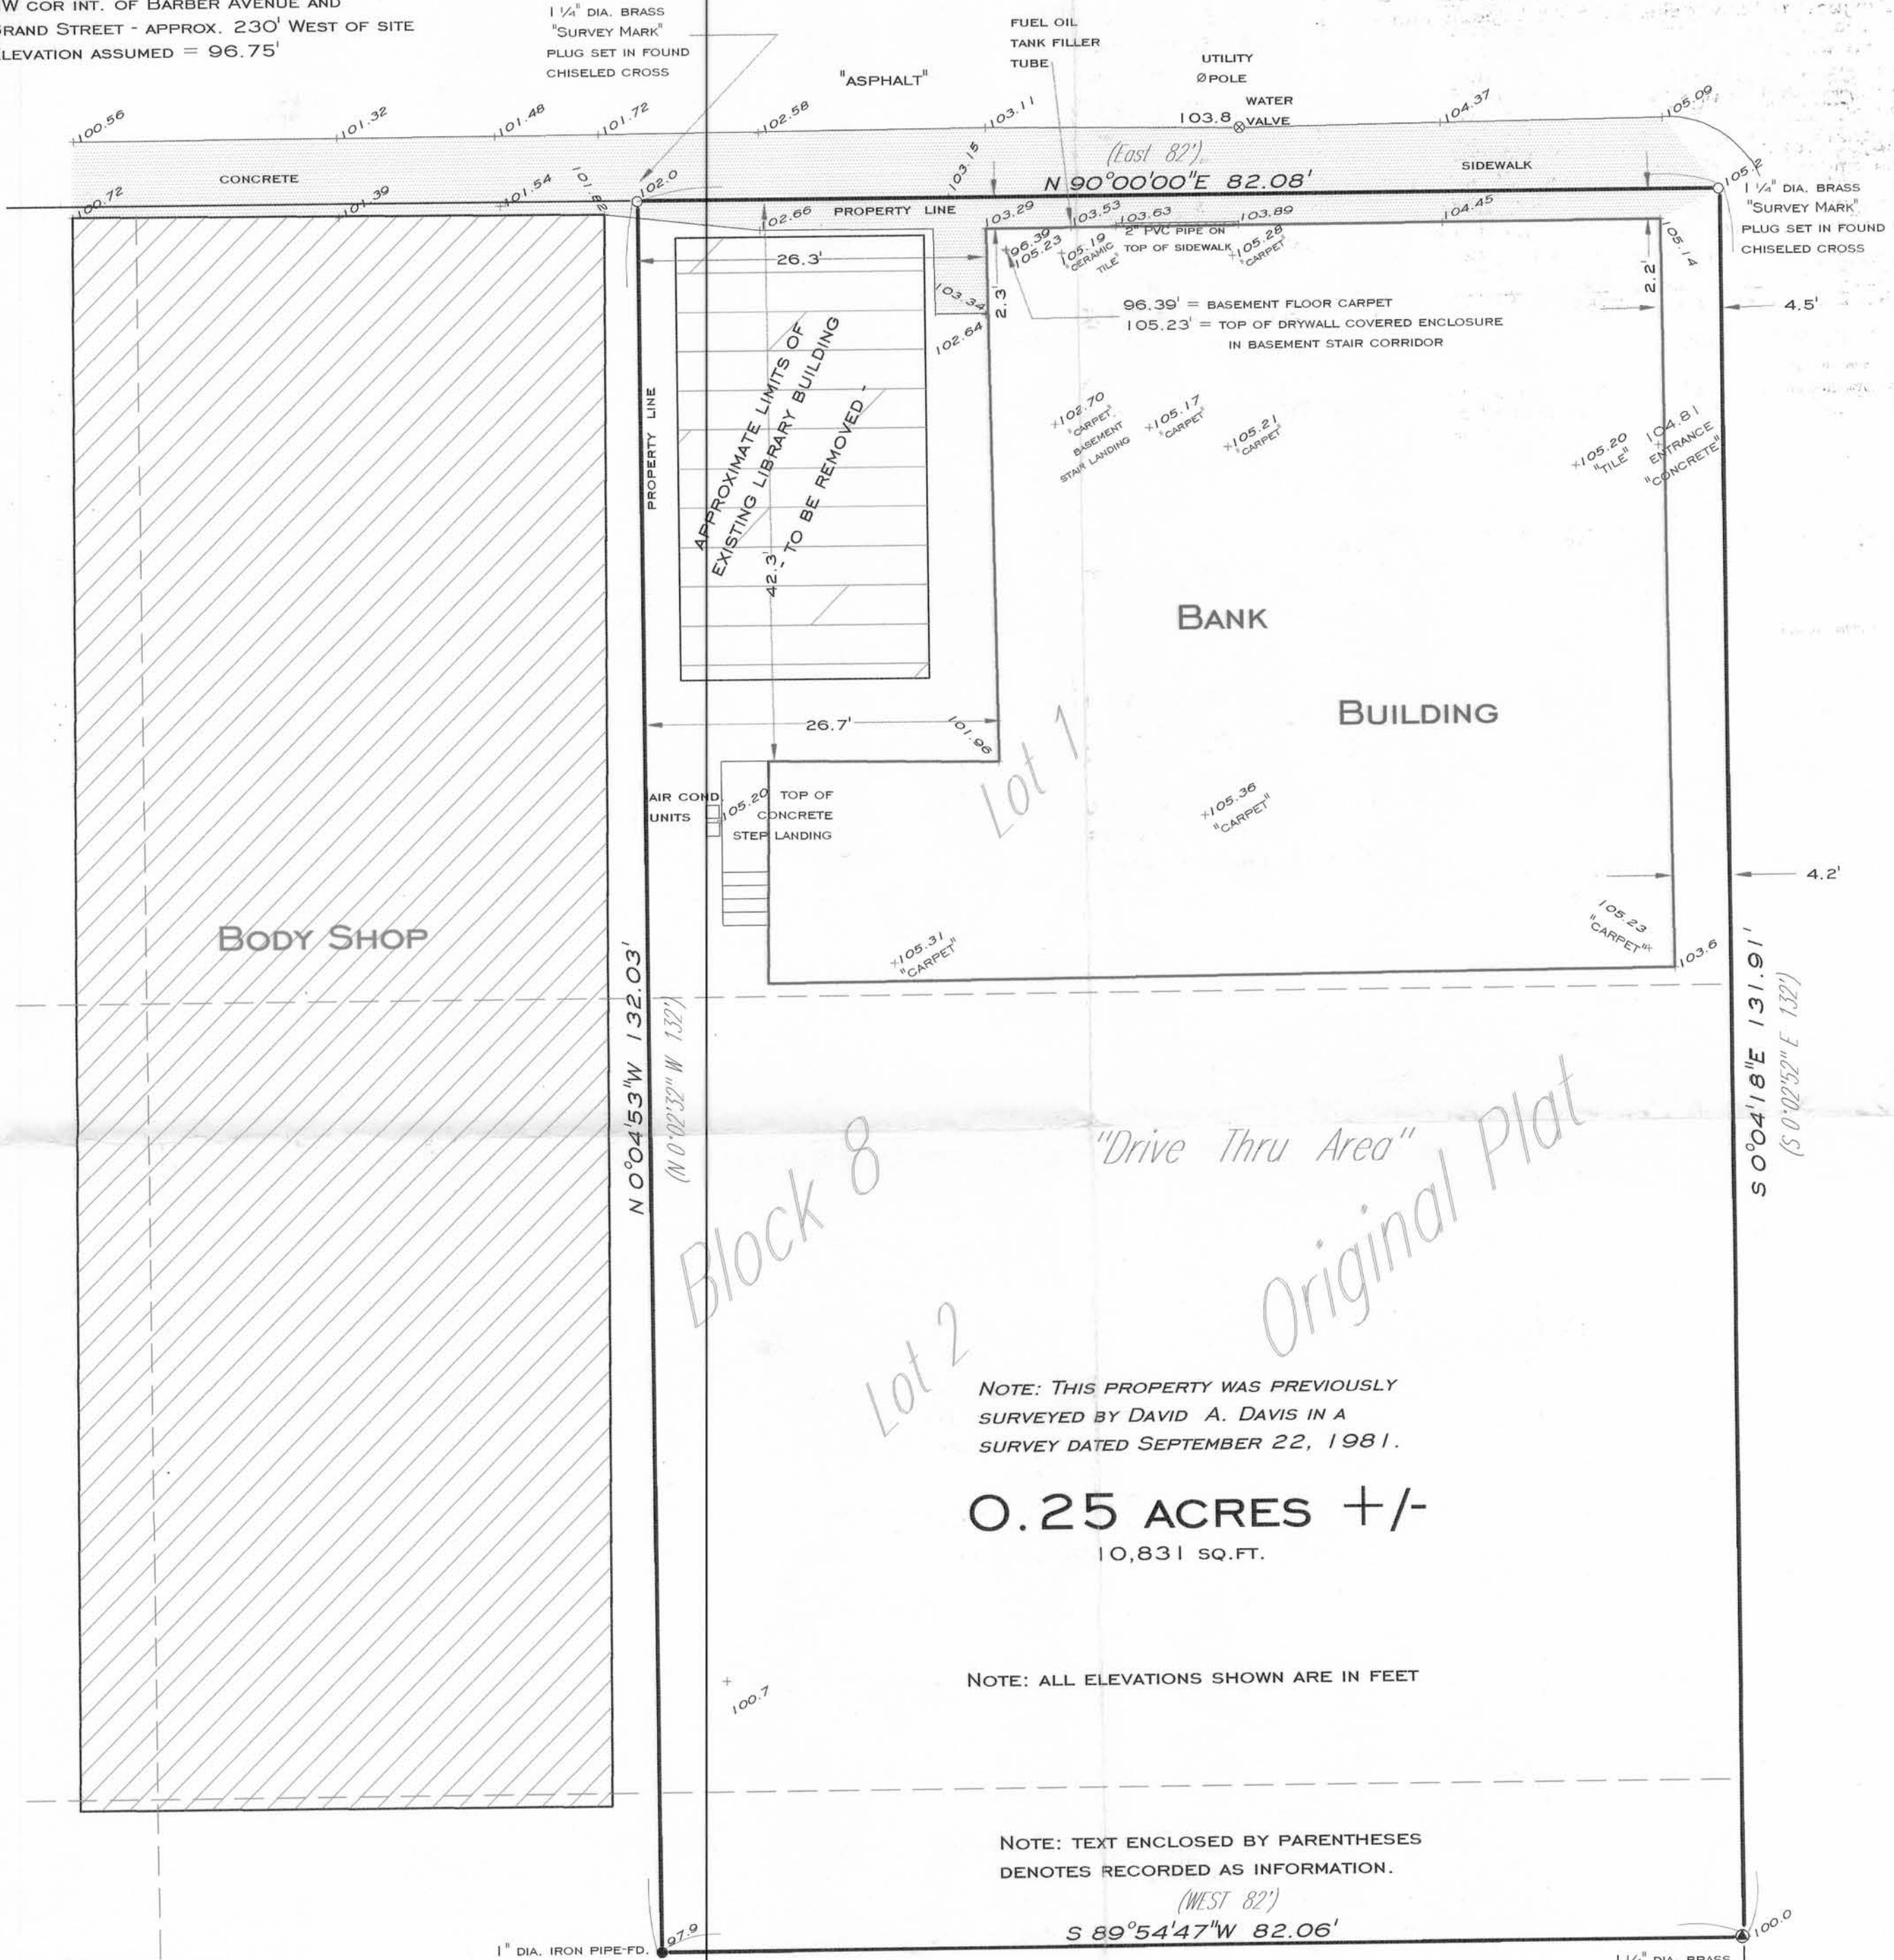 W COR INT. OF BARBER AVENUE AND
RAND STREET - APPROX. 230' WEST OF SITE
LEVATION ASSUMED = 96.75'
1 1/4" DIA. BRASS
"SURVEY MARK"
PLUG SET IN FOUND
CHISELED CROSS
"ASPHALT"
FUEL OIL
TANK FILLER
TUBE
UTILITY
Ø POLE
WATER
VALVE
103.8
100.56
101.32
101.48
101.72
102.58
103.11
104.37
105.09
CONCRETE
SIDEWALK
(East 82')
N 90°00'00"E 82.08'
100.72
101.39
101.54
101.82
102.0
103.15
105.2
1 1/4" DIA. BRASS
"SURVEY MARK"
PLUG SET IN FOUND
CHISELED CROSS
102.66
PROPERTY LINE
103.29
103.53
103.63
103.89
104.45
105.14
2" PVC PIPE ON
TOP OF SIDEWALK
96.39
105.23
105.19
"CERAMIC
TILE"
105.28
"CARPET"
26.3'
2.3'
2.2'
4.5'
103.34
102.64
96.39' = BASEMENT FLOOR CARPET
105.23' = TOP OF DRYWALL COVERED ENCLOSURE
IN BASEMENT STAIR CORRIDOR
PROPERTY LINE
APPROXIMATE LIMITS OF
EXISTING LIBRARY BUILDING
- TO BE REMOVED -
42.3'
102.70
"CARPET"
BASEMENT
STAIR LANDING
105.17
"CARPET"
105.21
"CARPET"
105.20
"TILE"
104.81
ENTRANCE
"CONCRETE"
BANK
BUILDING
26.7'
101.96
Lot 1
AIR COND.
UNITS
105.20
TOP OF
CONCRETE
STEP LANDING
105.36
"CARPET"
4.2'
BODY SHOP
105.31
"CARPET"
105.23
"CARPET"
103.6
N 0°04'53"W 132.03'
(N 0°02'32" W 132')
S 0°04'18"E 131.91'
(S 0°02'52" E 132')
"Drive Thru Area"
Block 8
Original Plat
Lot 2
NOTE: THIS PROPERTY WAS PREVIOUSLY
SURVEYED BY DAVID A. DAVIS IN A
SURVEY DATED SEPTEMBER 22, 1981.
0.25 ACRES +/-
10,831 SQ.FT.
NOTE: ALL ELEVATIONS SHOWN ARE IN FEET
100.7
NOTE: TEXT ENCLOSED BY PARENTHESES
DENOTES RECORDED AS INFORMATION.
(WEST 82')
S 89°54'47"W 82.06'
97.9
100.0
1" DIA. IRON PIPE-FD.
DIA. BRASS